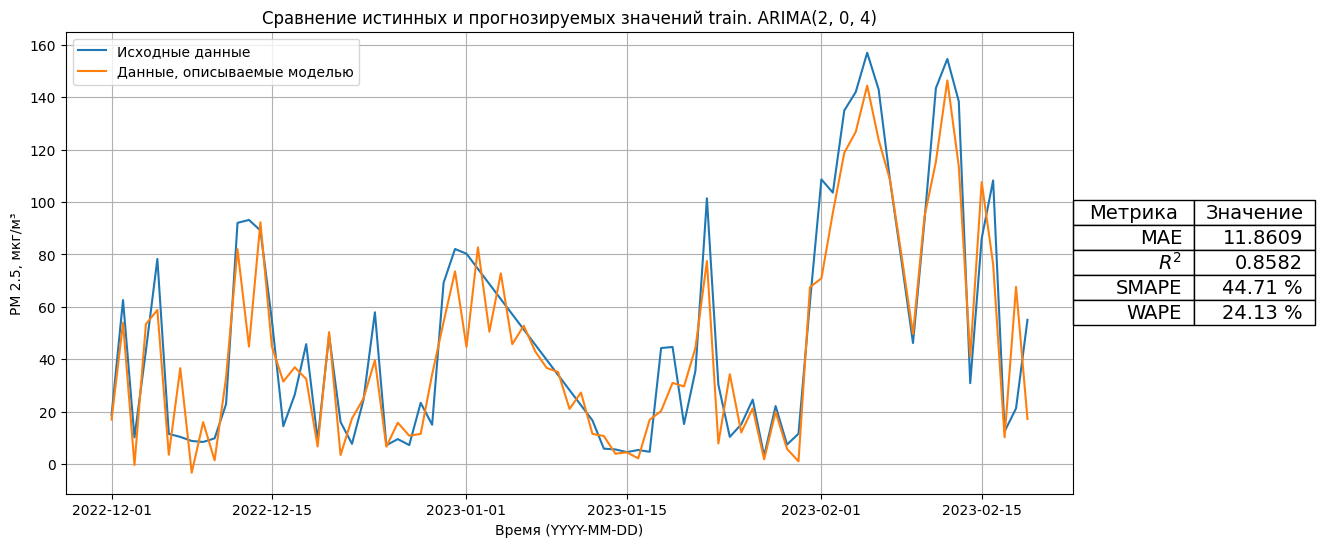 Сравнение истинных и прогнозируемых значений train. ARIMA(2, 0, 4)
Исходные данные
Данные, описываемые моделью
PM 2.5, мкг/м³
160
140
120
100
80
60
40
20
0
2022-12-01 2022-12-15 2023-01-01 2023-01-15 2023-02-01 2023-02-15
Время (YYYY-MM-DD)
Метрика Значение
MAE 11.8609
R² 0.8582
SMAPE 44.71 %
WAPE 24.13 %